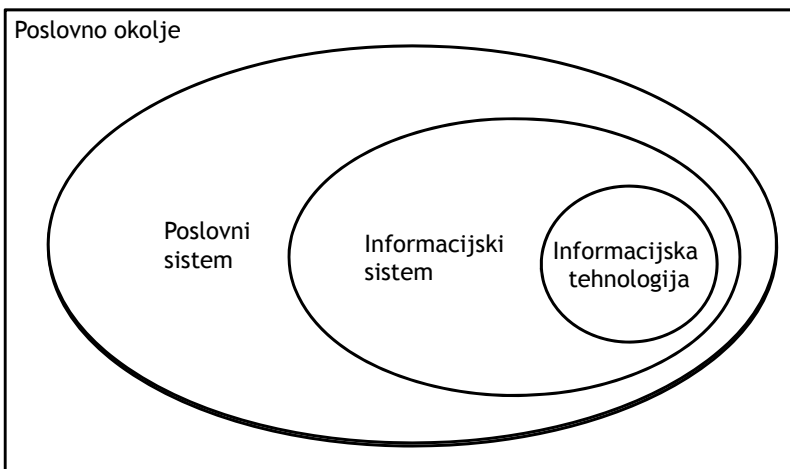 Poslovno okolje
Poslovni
sistem
Informacijski
sistem
Informacijska
tehnologija